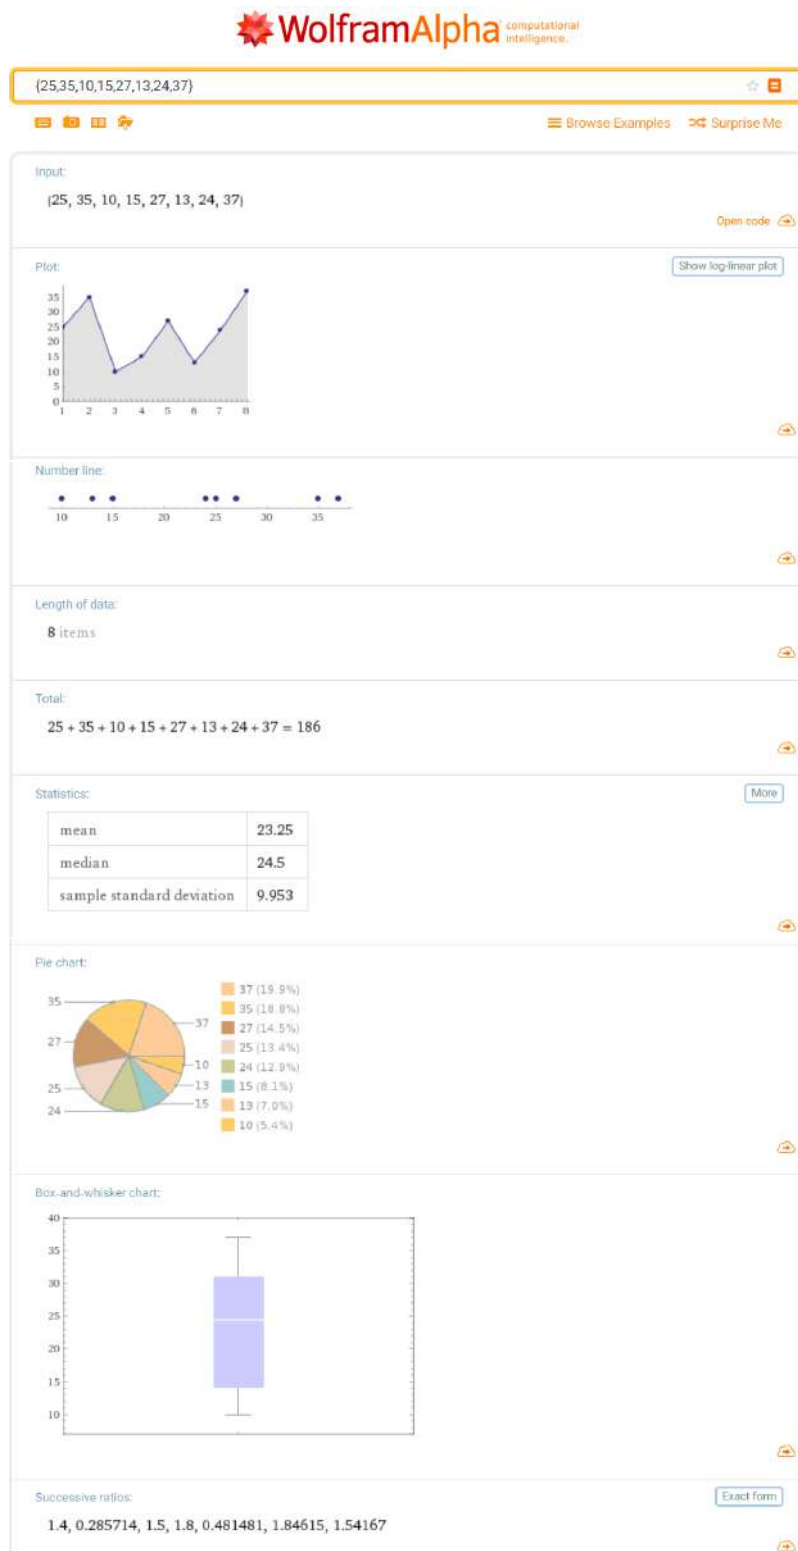 WolframAlpha computational intelligence.
{25,35,10,15,27,13,24,37}
Browse Examples Surprise Me
Input:
{25, 35, 10, 15, 27, 13, 24, 37}
Open code
Plot:
Show log-linear plot
35
30
25
20
15
10
5
0
1 2 3 4 5 6 7 8
Number line:
10 15 20 25 30 35
Length of data:
8 items
Total:
25 + 35 + 10 + 15 + 27 + 13 + 24 + 37 = 186
Statistics:
More
mean 23.25
median 24.5
sample standard deviation 9.953
Pie chart:
35
27
25
24
37
10
13
15
37 (19.9%)
35 (18.8%)
27 (14.5%)
25 (13.4%)
24 (12.9%)
15 (8.1%)
13 (7.0%)
10 (5.4%)
Box-and-whisker chart:
40
35
30
25
20
15
10
Successive ratios:
Exact form
1.4, 0.285714, 1.5, 1.8, 0.481481, 1.84615, 1.54167